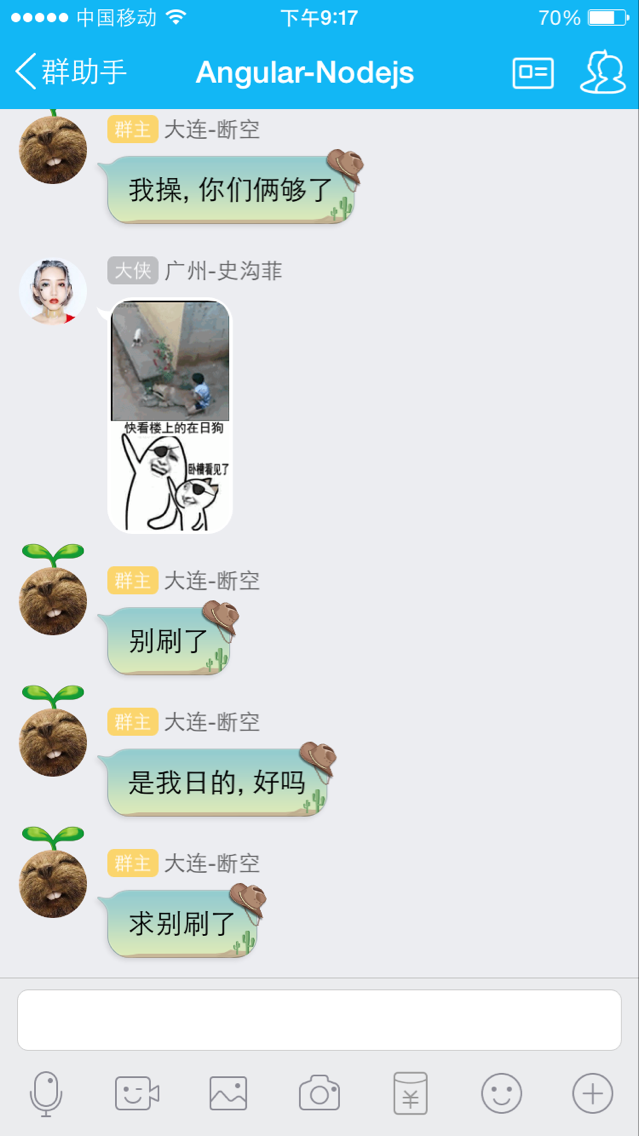 中国移动 下午9:17 70%
群助手 Angular-Nodejs
群主 大连-断空
我操,你们俩够了
大侠 广州-史沟菲
快看楼上的在日狗
卧槽看见了
群主 大连-断空
别刷了
群主 大连-断空
是我日的,好吗
群主 大连-断空
求别刷了
¥